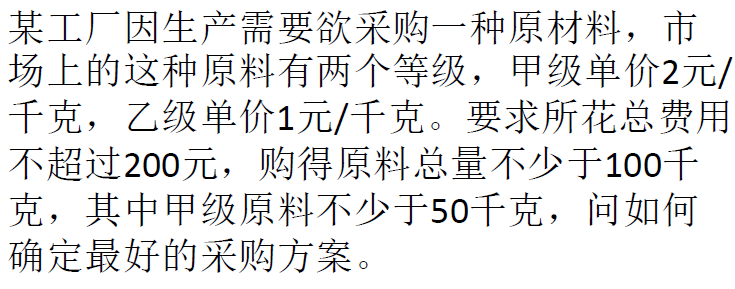 某工厂因生产需要欲采购一种原材料，市
场上的这种原料有两个等级，甲级单价2元/
千克，乙级单价1元/千克。要求所花总费用
不超过200元，购得原料总量不少于100千
克，其中甲级原料不少于50千克，问如何
确定最好的采购方案。